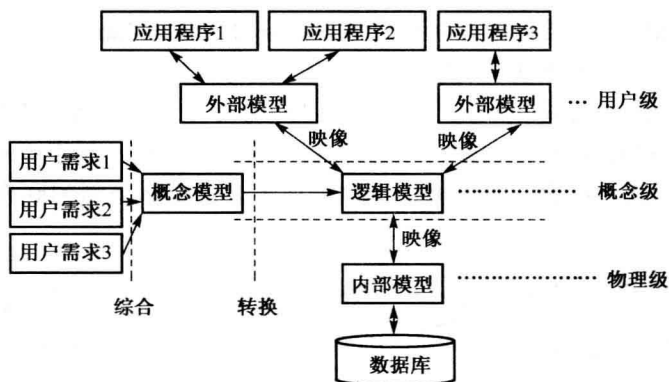 应用程序1
应用程序2
应用程序3
外部模型
外部模型
… 用户级
映像
映像
用户需求1
用户需求2
用户需求3
概念模型
逻辑模型
概念级
映像
内部模型
物理级
综合
转换
数据库